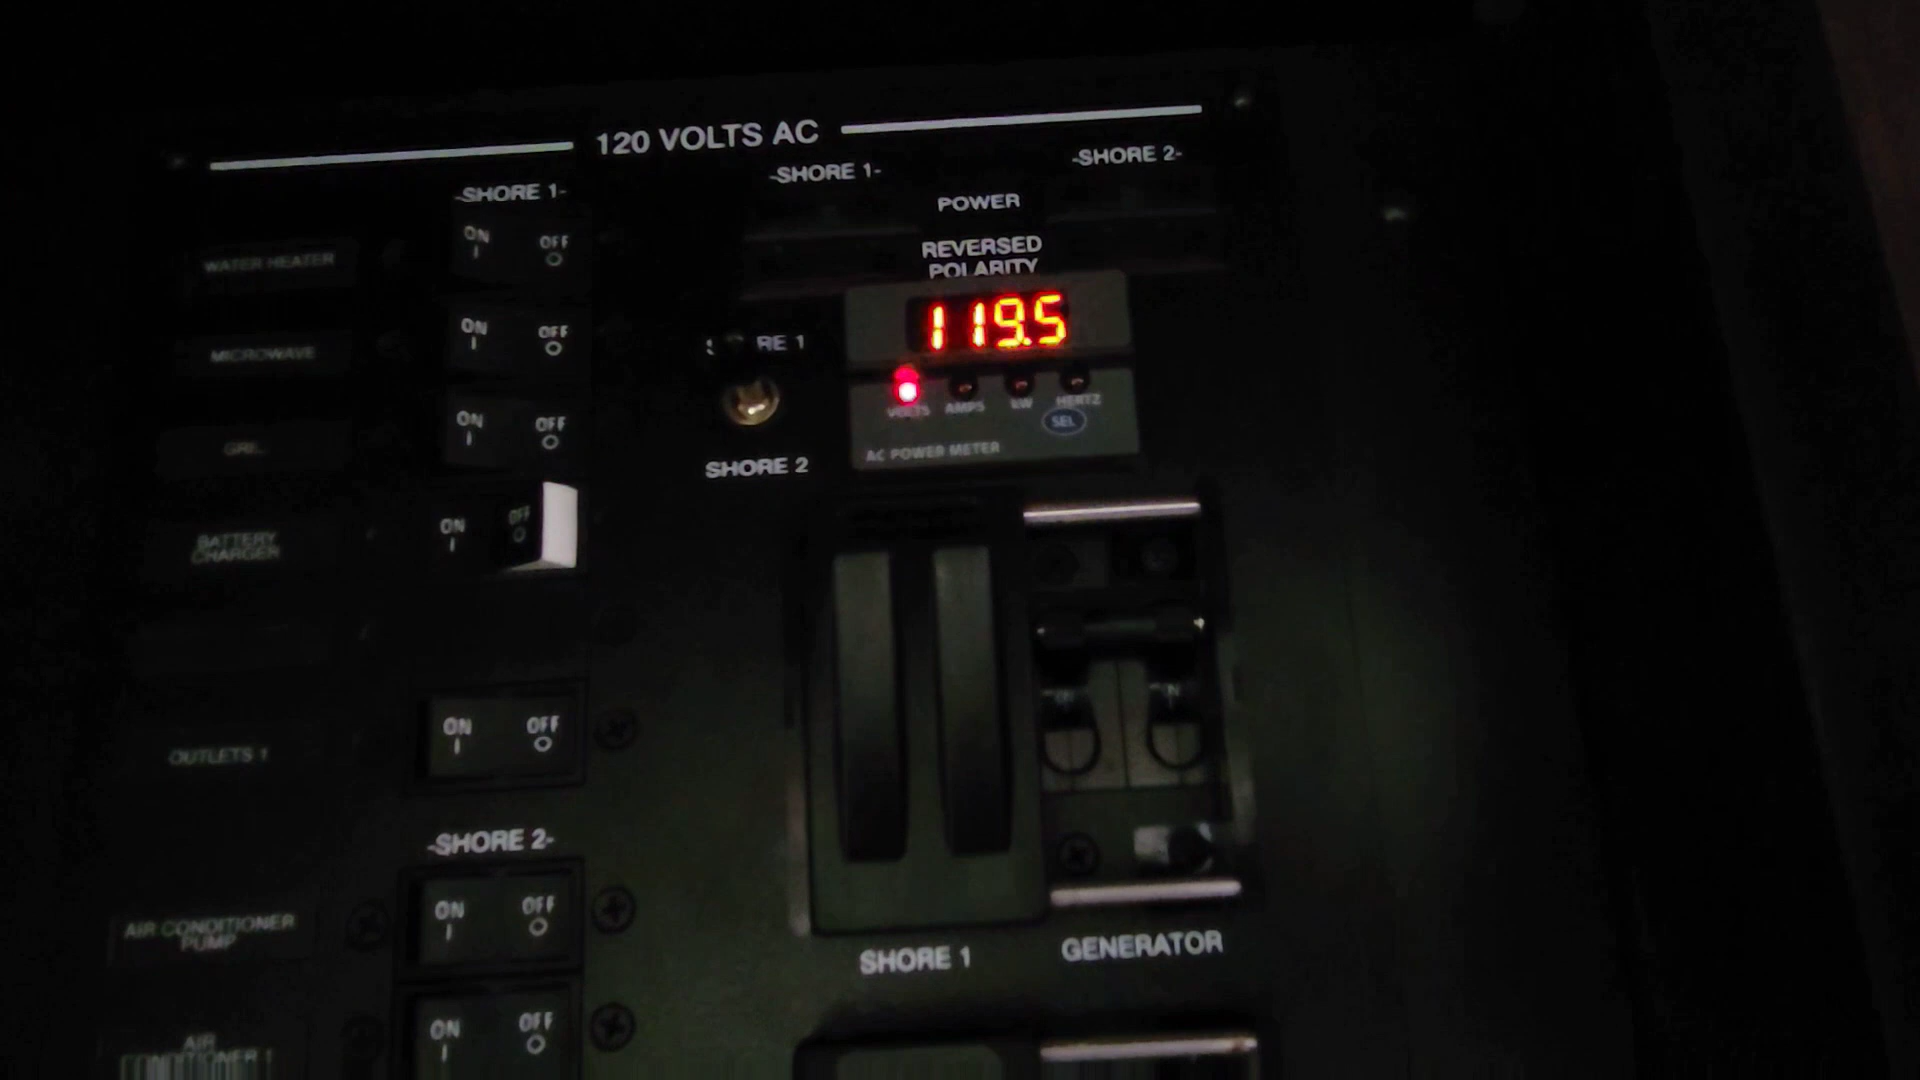 120 VOLTS AC
-SHORE 1-
-SHORE 2-
-SHORE 1-
POWER
REVERSED
POLARITY
WATER HEATER
ON OFF
MICROWAVE
ON OFF
119.5
RE 1
VOLTS AMPS kW HERTZ
SEL
AC POWER METER
ON OFF
SHORE 2
BATTERY
CHARGER
ON OFF
OUTLETS 1
ON OFF
-SHORE 2-
AIR CONDITIONER
PUMP
ON OFF
SHORE 1
GENERATOR
AIR
CONDITIONER 1
ON OFF